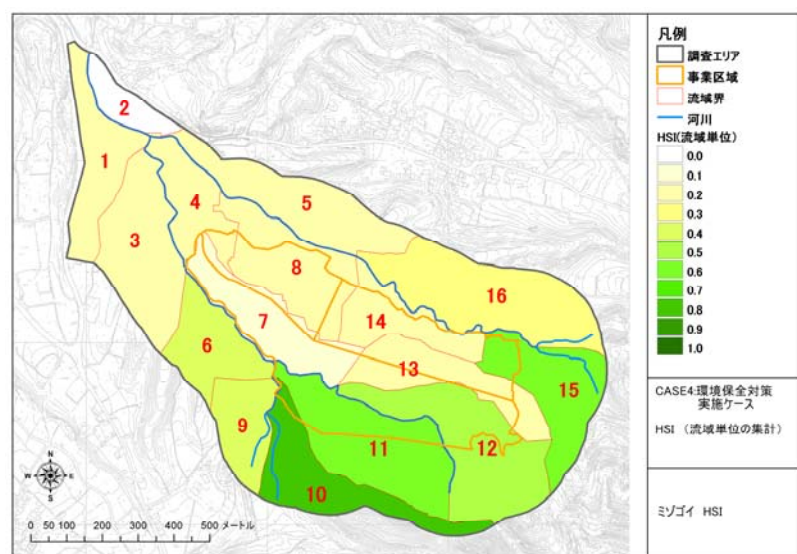 2
1
4
5
3
8
16
7
14
6
13
15
9
11
12
10
N
W
E
S
0 50 100 200 300 400 500 メートル
凡例
調査エリア
事業区域
流域界
河川
HSI(流域単位)
0.0
0.1
0.2
0.3
0.4
0.5
0.6
0.7
0.8
0.9
1.0
CASE4:環境保全対策
実施ケース
HSI (流域単位の集計)
ミゾゴイ HSI